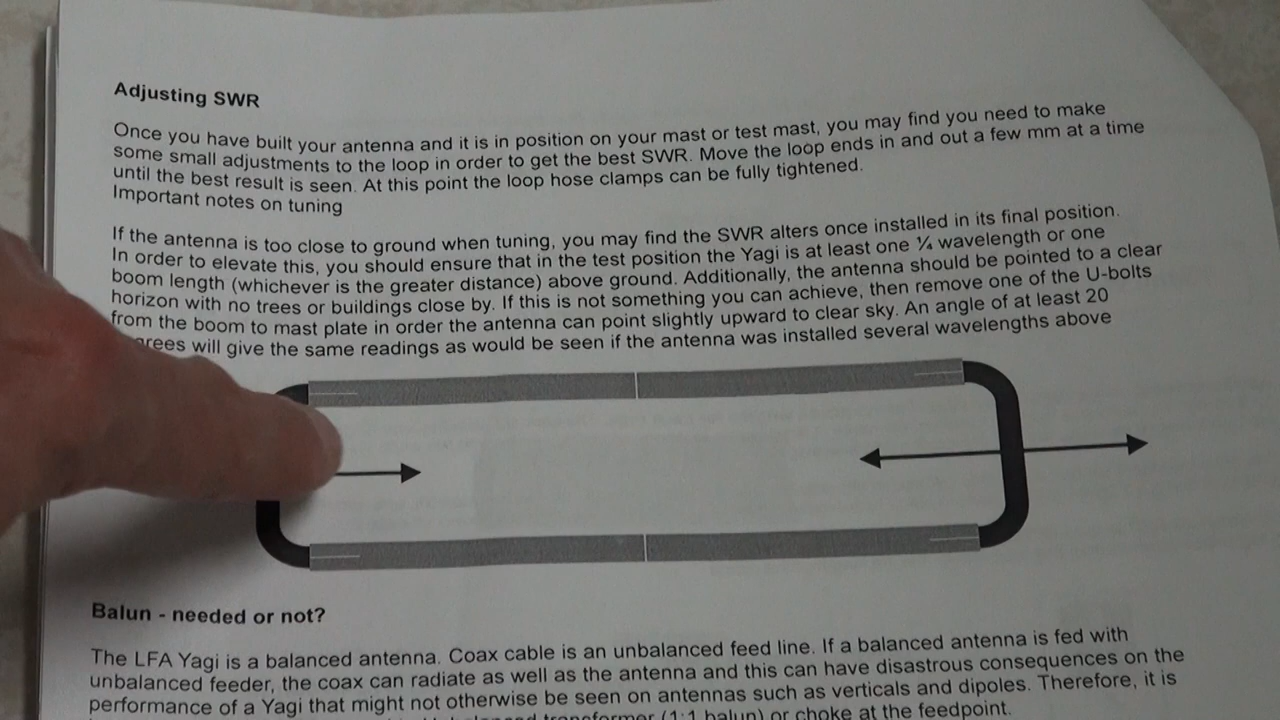 Adjusting SWR
Once you have built your antenna and it is in position on your mast or test mast, you may find you need to make
some small adjustments to the loop in order to get the best SWR. Move the loop ends in and out a few mm at a time
until the best result is seen. At this point the loop hose clamps can be fully tightened.
Important notes on tuning
If the antenna is too close to ground when tuning, you may find the SWR alters once installed in its final position.
In order to elevate this, you should ensure that in the test position the Yagi is at least one ¼ wavelength or one
boom length (whichever is the greater distance) above ground. Additionally, the antenna should be pointed to a clear
horizon with no trees or buildings close by. If this is not something you can achieve, then remove one of the U-bolts
from the boom to mast plate in order the antenna can point slightly upward to clear sky. An angle of at least 20
grees will give the same readings as would be seen if the antenna was installed several wavelengths above
Balun - needed or not?
The LFA Yagi is a balanced antenna. Coax cable is an unbalanced feed line. If a balanced antenna is fed with
unbalanced feeder, the coax can radiate as well as the antenna and this can have disastrous consequences on the
performance of a Yagi that might not otherwise be seen on antennas such as verticals and dipoles. Therefore, it is
transformer (1:1 balun) or choke at the feedpoint.